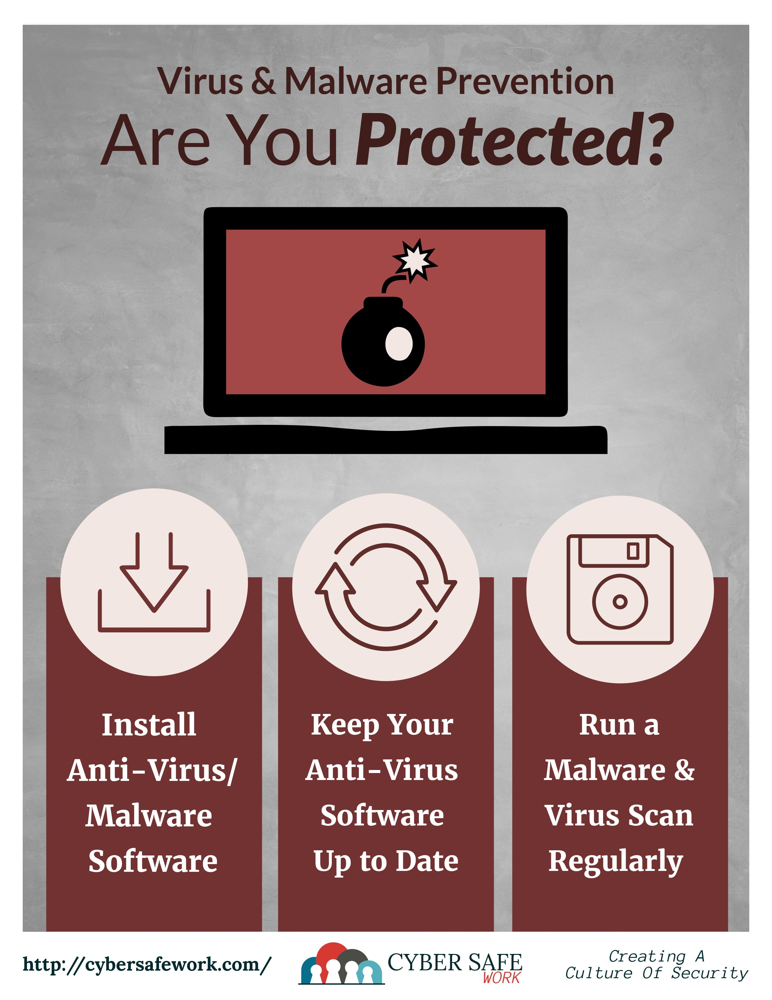 Virus & Malware Prevention
Are You Protected?
Install
Anti-Virus/
Malware
Software
Keep Your
Anti-Virus
Software
Up to Date
Run a
Malware &
Virus Scan
Regularly
http://cybersafework.com/
CYBER SAFE
WORK
Creating A
Culture Of Security